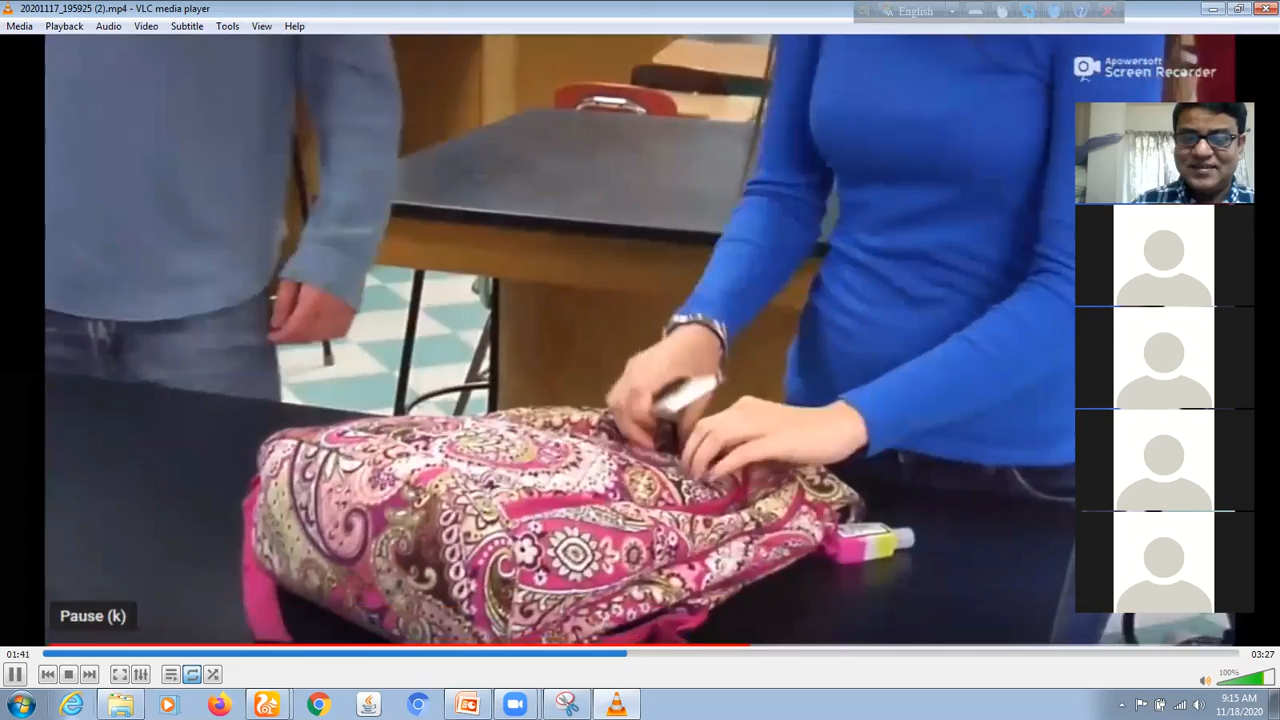 20201117_195925 (2).mp4 - VLC media player
English
Media Playback Audio Video Subtitle Tools View Help
Apowersoft
Screen Recorder
Pause (k)
01:41
03:27
100%
9:15 AM
11/18/2020